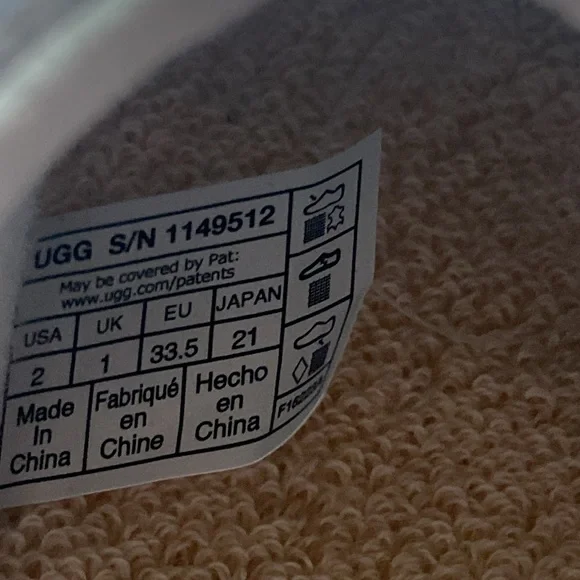 UGG S/N 1149512
May be covered by Pat:
www.ugg.com/patents
USA UK EU JAPAN
2 1 33.5 21
Made In China
Fabriqué en Chine
Hecho en China